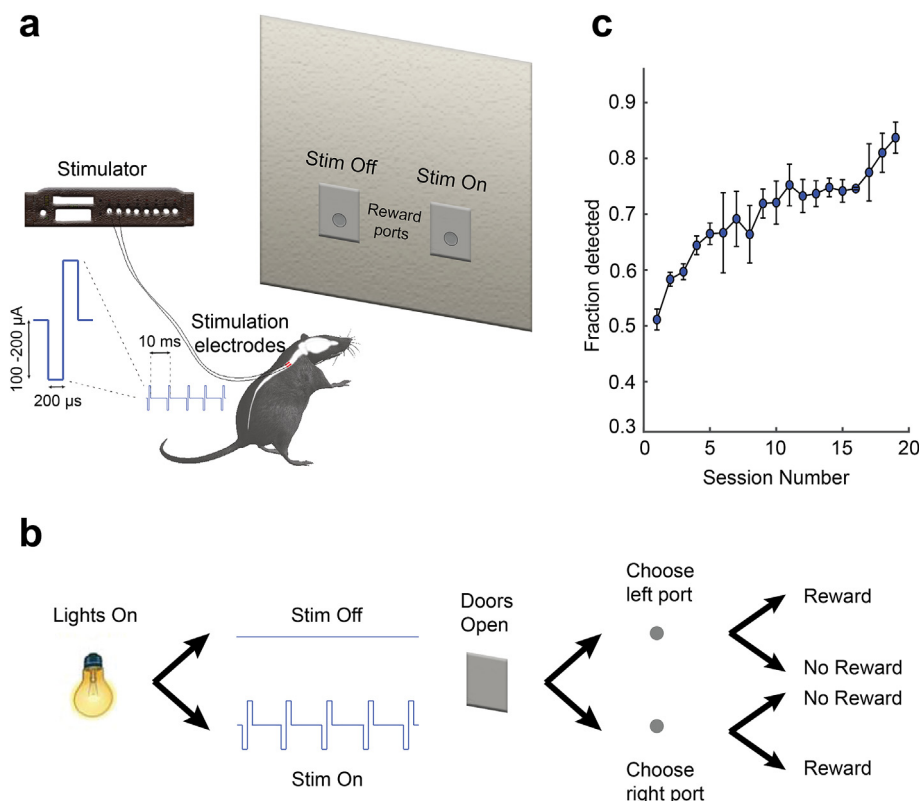 a
Stimulator
Stim Off
Stim On
Reward
ports
Stimulation
electrodes
10 ms
100 -200 µA
200 µs
c
Fraction detected
0.9
0.8
0.7
0.6
0.5
0.4
0.3
0
5
10
15
20
Session Number
b
Lights On
Stim Off
Stim On
Doors
Open
Choose
left port
Choose
right port
Reward
No Reward
No Reward
Reward